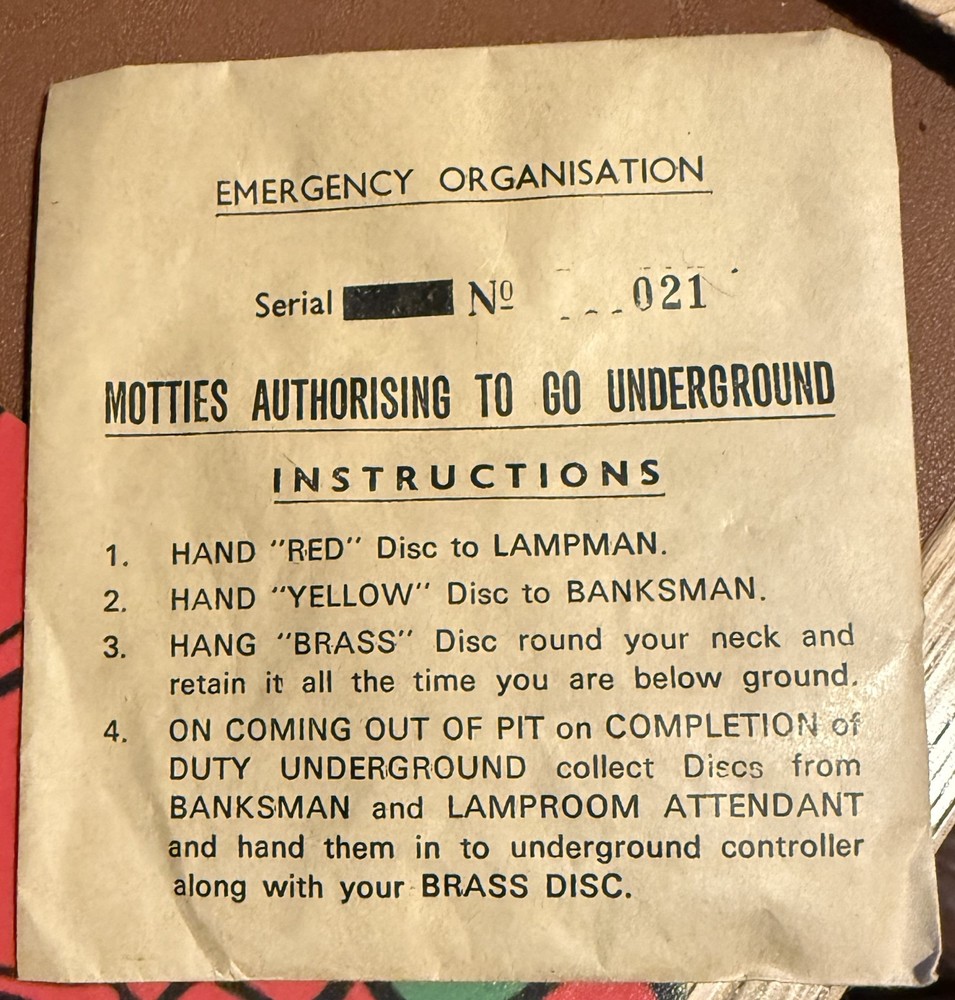 EMERGENCY ORGANISATION
Serial Nº 021
MOTTIES AUTHORISING TO GO UNDERGROUND
INSTRUCTIONS
1. HAND "RED" Disc to LAMPMAN.
2. HAND "YELLOW" Disc to BANKSMAN.
3. HANG "BRASS" Disc round your neck and
retain it all the time you are below ground.
4. ON COMING OUT OF PIT on COMPLETION of
DUTY UNDERGROUND collect Discs from
BANKSMAN and LAMPROOM ATTENDANT
and hand them in to underground controller
along with your BRASS DISC.